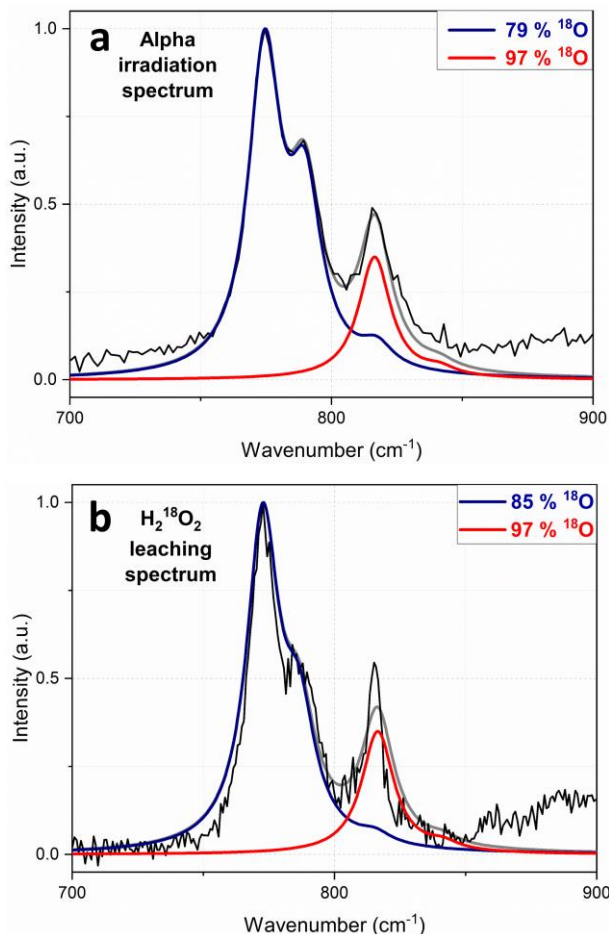 a
Alpha
irradiation
spectrum
79 % ¹⁸O
97 % ¹⁸O
1.0
0.5
0.0
Intensity (a.u.)
700
800
900
Wavenumber (cm⁻¹)
b
H₂¹⁸O₂
leaching
spectrum
85 % ¹⁸O
97 % ¹⁸O
1.0
0.5
0.0
Intensity (a.u.)
700
800
900
Wavenumber (cm⁻¹)